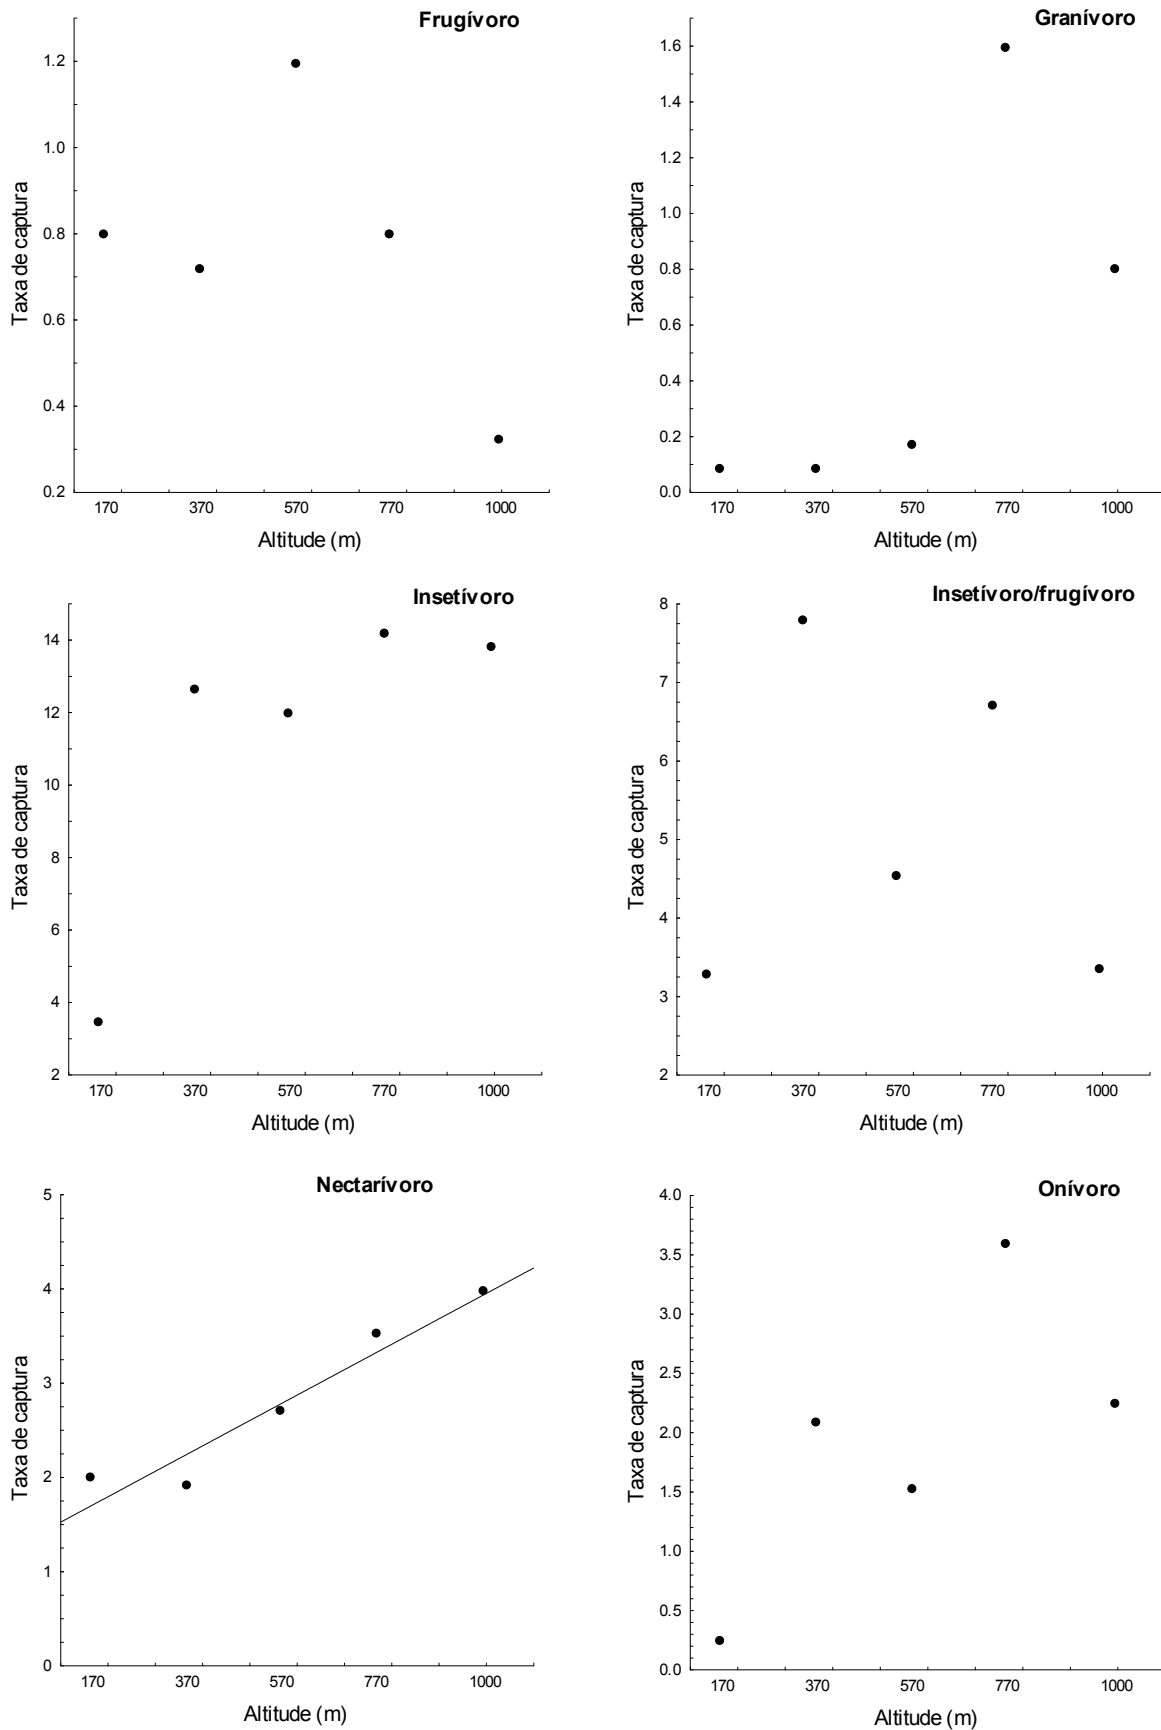 Frugívoro
1.2
1.0
0.8
0.6
0.4
0.2
Taxa de captura
170 370 570 770 1000
Altitude (m)
Granívoro
1.6
1.4
1.2
1.0
0.8
0.6
0.4
0.2
0.0
Taxa de captura
170 370 570 770 1000
Altitude (m)
Insetívoro
14
12
10
8
6
4
2
Taxa de captura
170 370 570 770 1000
Altitude (m)
Insetívoro/frugívoro
8
7
6
5
4
3
2
Taxa de captura
170 370 570 770 1000
Altitude (m)
Nectarívoro
5
4
3
2
1
0
Taxa de captura
170 370 570 770 1000
Altitude (m)
Onívoro
4.0
3.5
3.0
2.5
2.0
1.5
1.0
0.5
0.0
Taxa de captura
170 370 570 770 1000
Altitude (m)